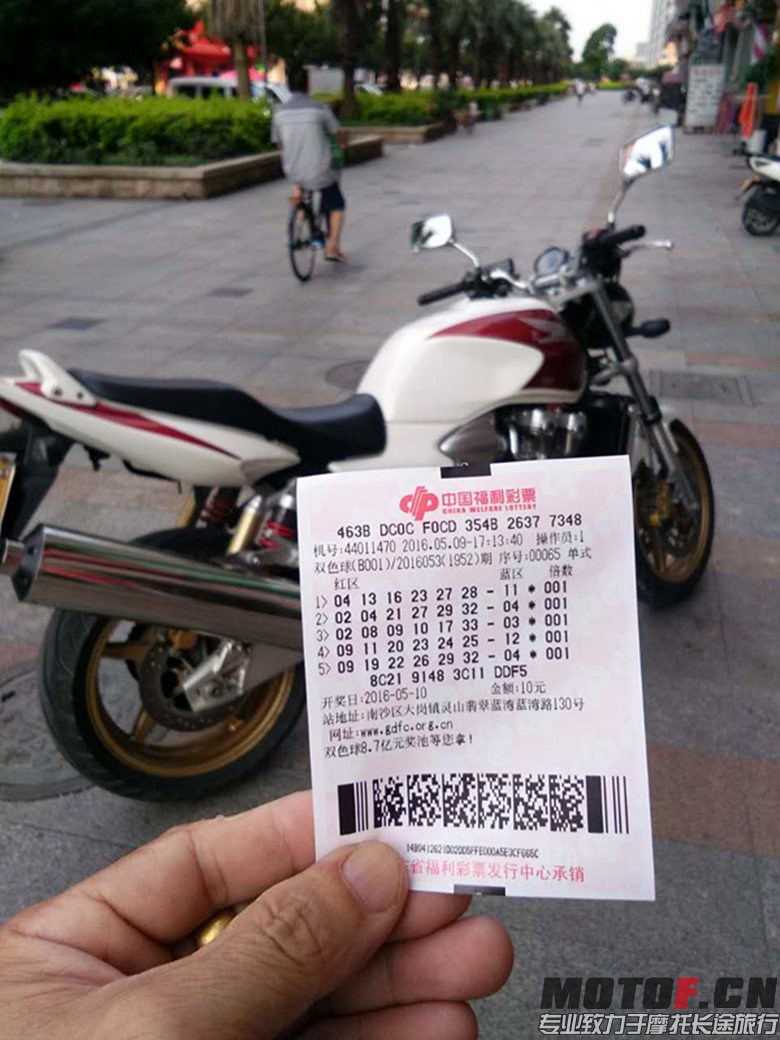 中国福利彩票
CHINA WELFARE LOTTERY
463B DC0C F0CD 354B 2637 7348
机号:44011470 2016.05.09-17:13:40 操作员:1
双色球(B001)/2016053(1952)期 序号:00065 单式
红区 蓝区 倍数
1> 04 13 16 23 27 28 - 11 * 001
2> 02 04 21 27 29 32 - 04 * 001
3> 02 08 09 10 17 33 - 03 * 001
4> 09 11 20 23 24 25 - 12 * 001
5> 09 19 22 26 29 32 - 04 * 001
8C21 9148 3C11 DDF5
开奖日:2016-05-10 金额:10元
站地址:南沙区大岗镇灵山翡翠蓝湾蓝湾路130号
网址:www.gdfc.org.cn
双色球8.7亿元奖池等您拿!
省福利彩票发行中心承销
MOTOF.CN
专业致力于摩托长途旅行